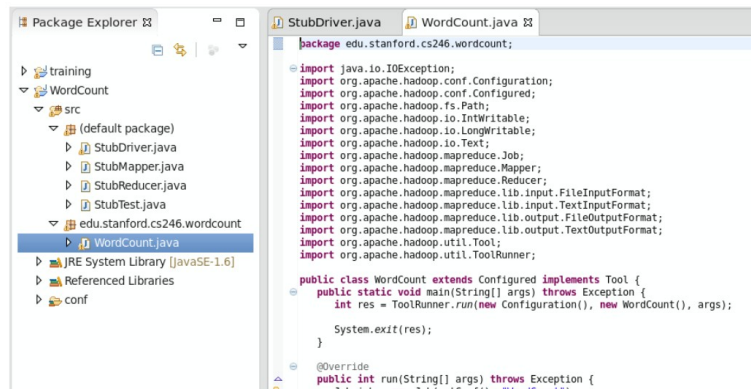 Package Explorer
training
WordCount
src
(default package)
StubDriver.java
StubMapper.java
StubReducer.java
StubTest.java
edu.stanford.cs246.wordcount
WordCount.java
JRE System Library [JavaSE-1.6]
Referenced Libraries
conf
StubDriver.java
WordCount.java
package edu.stanford.cs246.wordcount;
import java.io.IOException;
import org.apache.hadoop.conf.Configuration;
import org.apache.hadoop.conf.Configured;
import org.apache.hadoop.fs.Path;
import org.apache.hadoop.io.IntWritable;
import org.apache.hadoop.io.LongWritable;
import org.apache.hadoop.io.Text;
import org.apache.hadoop.mapreduce.Job;
import org.apache.hadoop.mapreduce.Mapper;
import org.apache.hadoop.mapreduce.Reducer;
import org.apache.hadoop.mapreduce.lib.input.FileInputFormat;
import org.apache.hadoop.mapreduce.lib.input.TextInputFormat;
import org.apache.hadoop.mapreduce.lib.output.FileOutputFormat;
import org.apache.hadoop.mapreduce.lib.output.TextOutputFormat;
import org.apache.hadoop.util.Tool;
import org.apache.hadoop.util.ToolRunner;
public class WordCount extends Configured implements Tool {
public static void main(String[] args) throws Exception {
int res = ToolRunner.run(new Configuration(), new WordCount(), args);
System.exit(res);
}
@Override
public int run(String[] args) throws Exception {